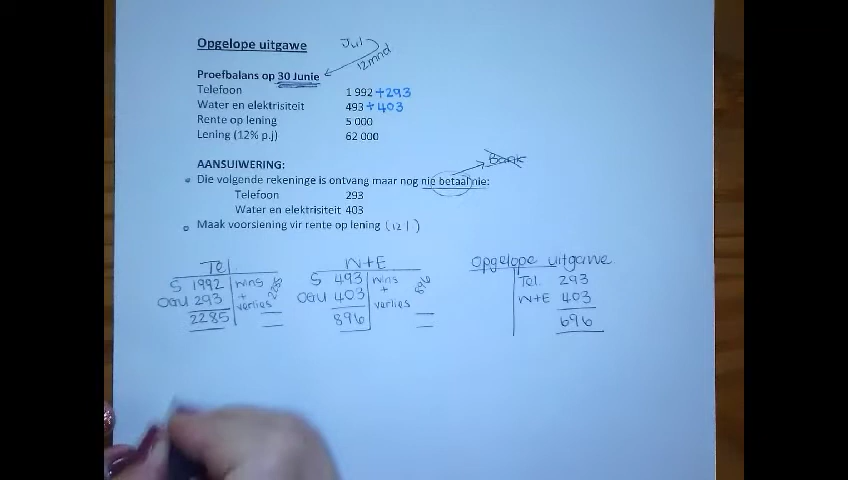 Opgelope uitgawe
Jul
12mnd
Proefbalans op 30 Junie
Telefoon 1 992 +293
Water en elektrisiteit 493 +403
Rente op lening 5 000
Lening (12% p.j) 62 000
AANSUIWERING:
Bank
Die volgende rekeninge is ontvang maar nog nie betaal nie:
Telefoon 293
Water en elektrisiteit 403
Maak voorsiening vir rente op lening (12 | )
Tel
S 1992 wins 2285
OGU 293 + verlies
2285
W+E
S 493 wins 696
OGU 403 + verlies
896
Opgelope uitgawe
Tel 293
W+E 403
696